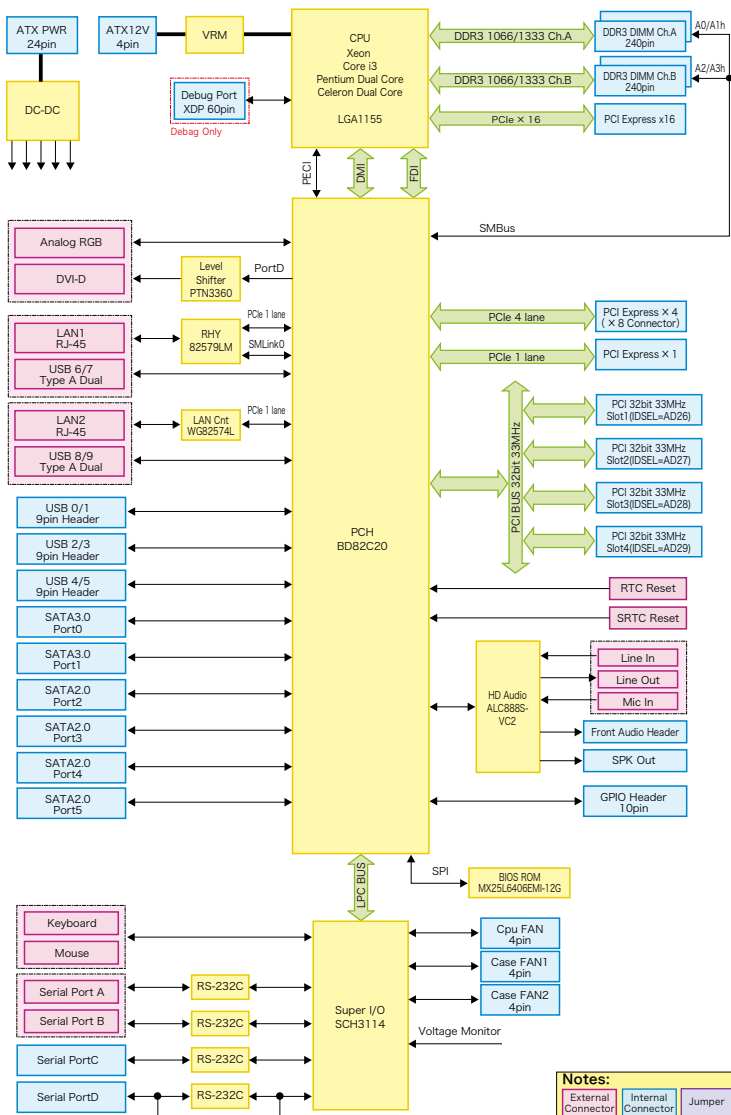 ATX PWR
24pin
ATX12V
4pin
VRM
DC-DC
Debug Port
XDP 60pin
Debag Only
CPU
Xeon
Core i3
Pentium Dual Core
Celeron Dual Core
LGA1155
DDR3 1066/1333 Ch.A
DDR3 DIMM Ch.A
240pin
A0/A1h
DDR3 1066/1333 Ch.B
DDR3 DIMM Ch.B
240pin
A2/A3h
PCIe × 16
PCI Express x16
PECI
DMI
FDI
SMBus
Analog RGB
DVI-D
Level
Shifter
PTN3360
PortD
LAN1
RJ-45
USB 6/7
Type A Dual
RHY
82579LM
PCIe 1 lane
SMLink0
LAN2
RJ-45
USB 8/9
Type A Dual
LAN Cnt
WG82574L
PCIe 1 lane
USB 0/1
9pin Header
USB 2/3
9pin Header
USB 4/5
9pin Header
SATA3.0
Port0
SATA3.0
Port1
SATA2.0
Port2
SATA2.0
Port3
SATA2.0
Port4
SATA2.0
Port5
PCH
BD82C20
PCIe 4 lane
PCI Express × 4
( × 8 Connector)
PCIe 1 lane
PCI Express × 1
PCI BUS 32bit 33MHz
PCI 32bit 33MHz
Slot1(IDSEL=AD26)
PCI 32bit 33MHz
Slot2(IDSEL=AD27)
PCI 32bit 33MHz
Slot3(IDSEL=AD28)
PCI 32bit 33MHz
Slot4(IDSEL=AD29)
RTC Reset
SRTC Reset
HD Audio
ALC888S-
VC2
Line In
Line Out
Mic In
Front Audio Header
SPK Out
GPIO Header
10pin
LPC BUS
SPI
BIOS ROM
MX25L6406EMI-12G
Keyboard
Mouse
Serial Port A
RS-232C
Serial Port B
RS-232C
Serial PortC
RS-232C
Serial PortD
RS-232C
Super I/O
SCH3114
Cpu FAN
4pin
Case FAN1
4pin
Case FAN2
4pin
Voltage Monitor
Notes:
External
Connector
Internal
Connector
Jumper